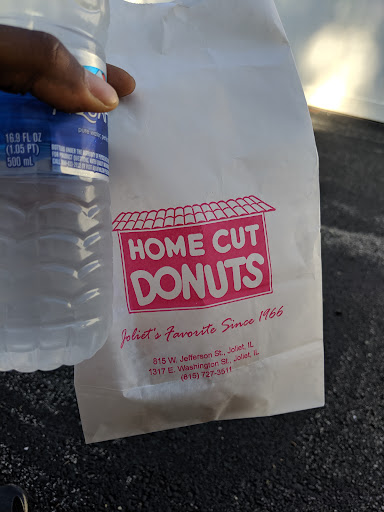 16.9 FL OZ
(1.05 PT)
500 mL
HOME CUT
DONUTS
Joliet's Favorite Since 1966
815 W. Jefferson St., Joliet, IL
1317 E. Washington St., Joliet, IL
(815) 727-3511